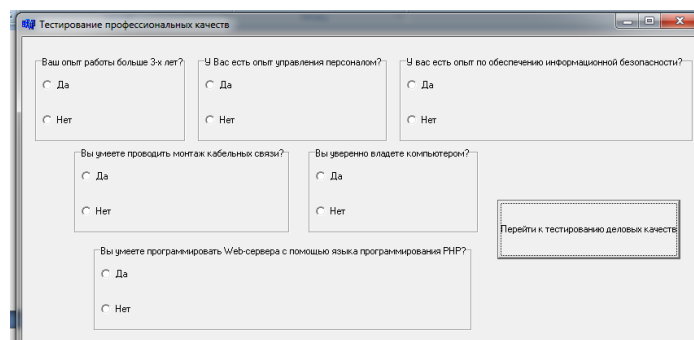 Тестирование профессиональных качеств
Ваш опыт работы больше 3-х лет?
У Вас есть опыт управления персоналом?
У вас есть опыт по обеспечению информационной безопасности?
Да
Да
Да
Нет
Нет
Нет
Вы умеете проводить монтаж кабельных связи?
Вы уверенно владете компьютером?
Да
Да
Нет
Нет
Перейти к тестированию деловых качеств
Вы умеете программировать Web-сервера с помощью языка программирования PHP?
Да
Нет